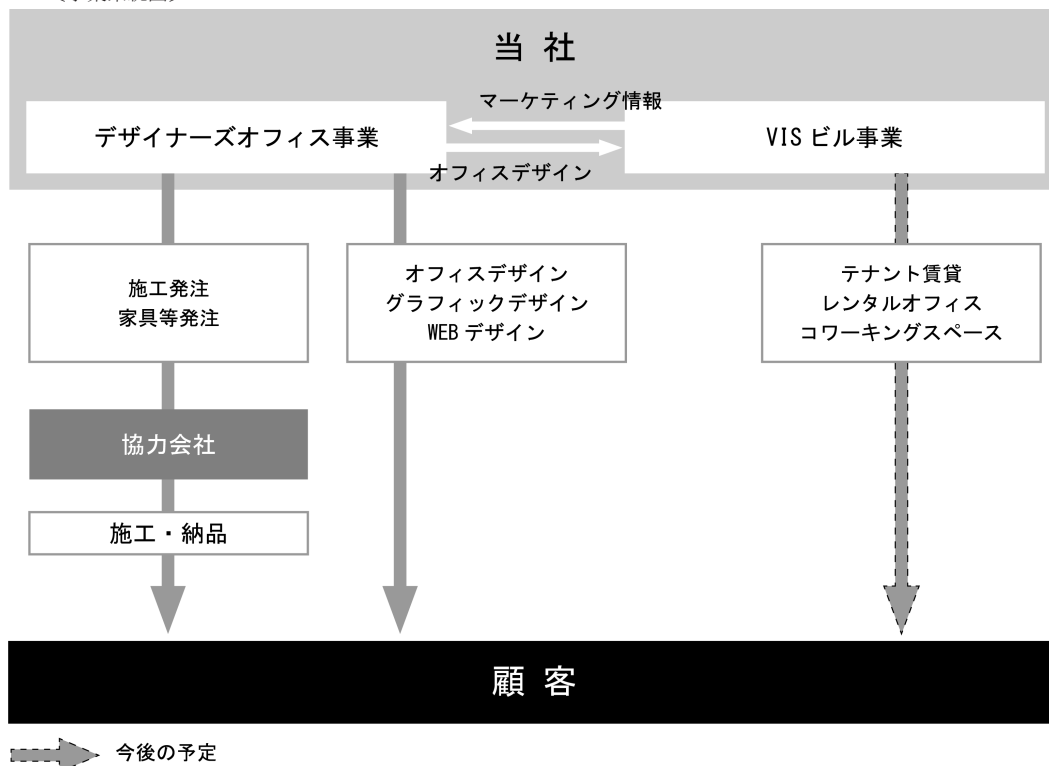 当 社
マーケティング情報
デザイナーズオフィス事業
VIS ビル事業
オフィスデザイン
施工発注
家具等発注
オフィスデザイン
グラフィックデザイン
WEB デザイン
テナント賃貸
レンタルオフィス
コワーキングスペース
協力会社
施工・納品
顧 客
今後の予定